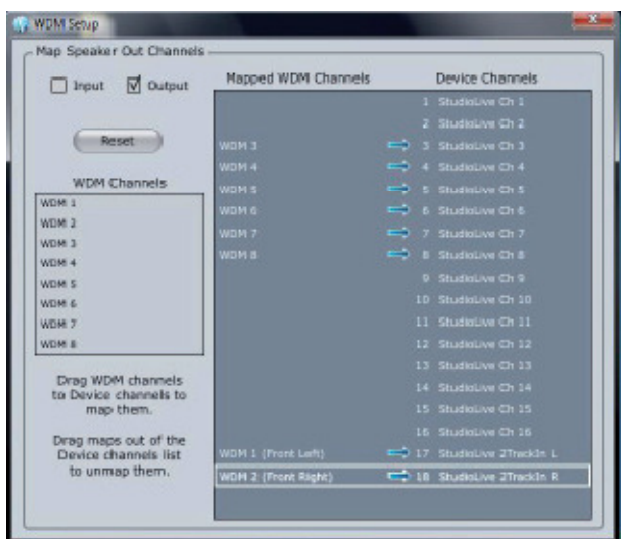 WDM Setup
Map Speaker Out Channels
Input
Output
Reset
WDM Channels
WDM 1
WDM 2
WDM 3
WDM 4
WDM 5
WDM 6
WDM 7
WDM 8
Drag WDM channels
to Device channels to
map them.
Drag maps out of the
Device channels list
to unmap them.
Mapped WDM Channels Device Channels
1 StudioLive Ch 1
2 StudioLive Ch 2
WDM 3 3 StudioLive Ch 3
WDM 4 4 StudioLive Ch 4
WDM 5 5 StudioLive Ch 5
WDM 6 6 StudioLive Ch 6
WDM 7 7 StudioLive Ch 7
WDM 8 8 StudioLive Ch 8
9 StudioLive Ch 9
10 StudioLive Ch 10
11 StudioLive Ch 11
12 StudioLive Ch 12
13 StudioLive Ch 13
14 StudioLive Ch 14
15 StudioLive Ch 15
16 StudioLive Ch 16
WDM 1 (Front Left) 17 StudioLive 2TrackIn L
WDM 2 (Front Riight) 18 StudioLive 2TrackIn R